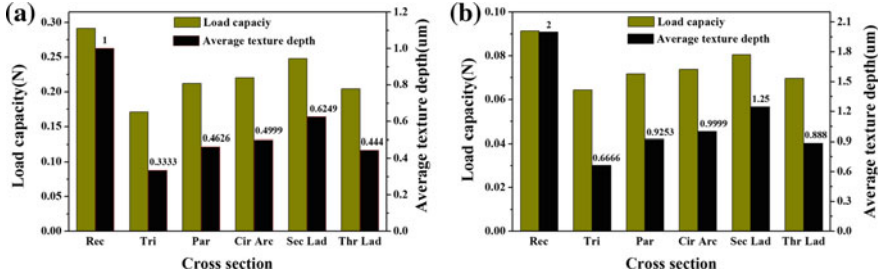 (a)
Load capaciy
Average texture depth
Load capacity(N)
0.30
0.25
0.20
0.15
0.10
0.05
0.00
1
0.3333
0.4626
0.4999
0.6249
0.444
1.2
1.0
0.8
0.6
0.4
0.2
0.0
Average texture depth(um)
Rec Tri Par Cir Arc Sec Lad Thr Lad
Cross section
(b)
Load capaciy
Average texture depth
Load capacity(N)
0.10
0.08
0.06
0.04
0.02
0.00
2
0.6666
0.9253
0.9999
1.25
0.888
2.1
1.8
1.5
1.2
0.9
0.6
0.3
0.0
Average texture depth(um)
Rec Tri Par Cir Arc Sec Lad Thr Lad
Cross section